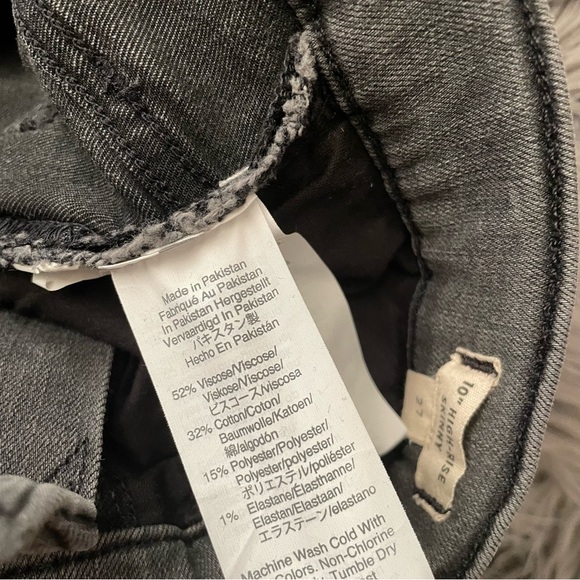 Made in Pakistan
Fabriqué Au Pakistan
In Pakistan Hergestellt
Vervaardigd In Pakistan
パキスタン製
Hecho En Pakistán
52% Viscose/Viscose/
Viskose/Viscose/
ビスコース/viscosa
32% Cotton/Coton/
Baumwolle/Katoen/
綿/algodón
15% Polyester/Polyester/
Polyester/polyester/
ポリエステル/poliéster
1% Elastane/Élasthanne/
Elastan/Elastaan/
エラステーン/elastano
Machine Wash Cold With
Colors. Non-Chlorine
Tumble Dry
10" HIGH RISE
SKINNY
27